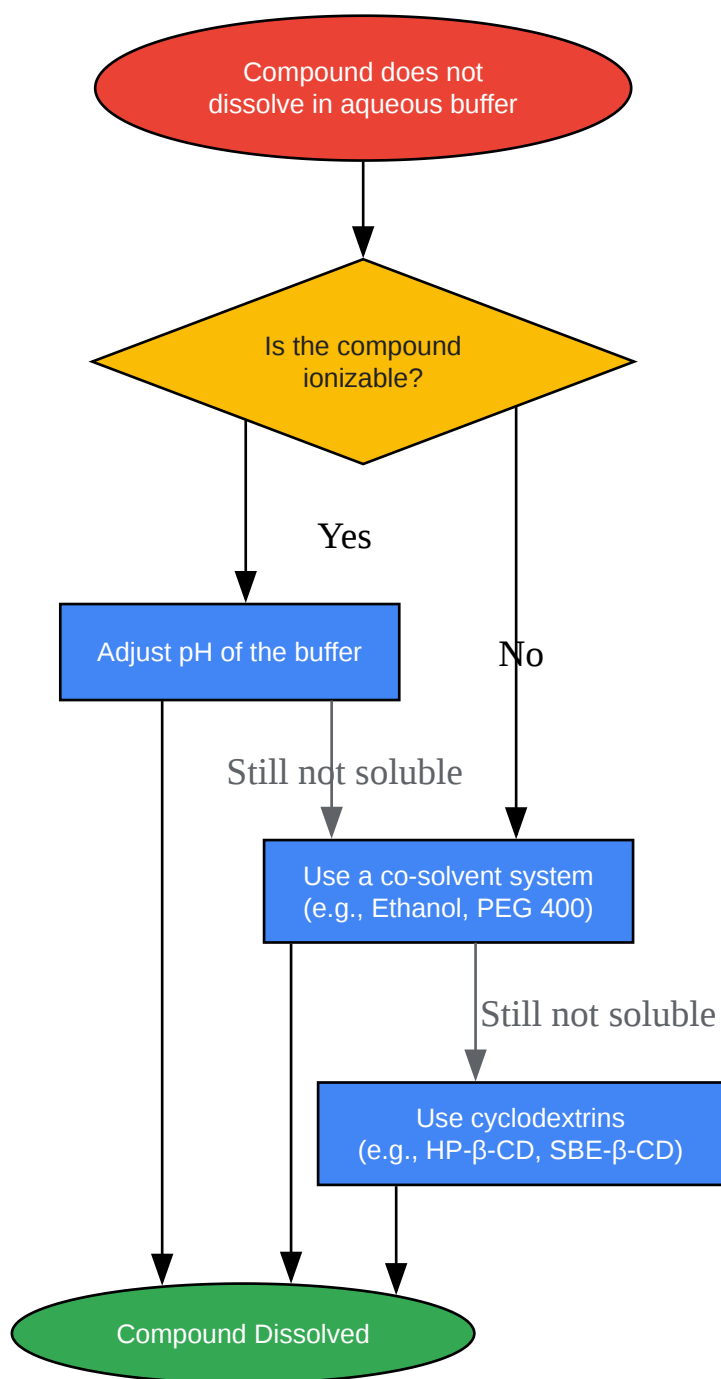 Compound does not
dissolve in aqueous buffer
Is the compound
ionizable?
Yes
Adjust pH of the buffer
No
Still not soluble
Use a co-solvent system
(e.g., Ethanol, PEG 400)
Still not soluble
Use cyclodextrins
(e.g., HP-β-CD, SBE-β-CD)
Compound Dissolved